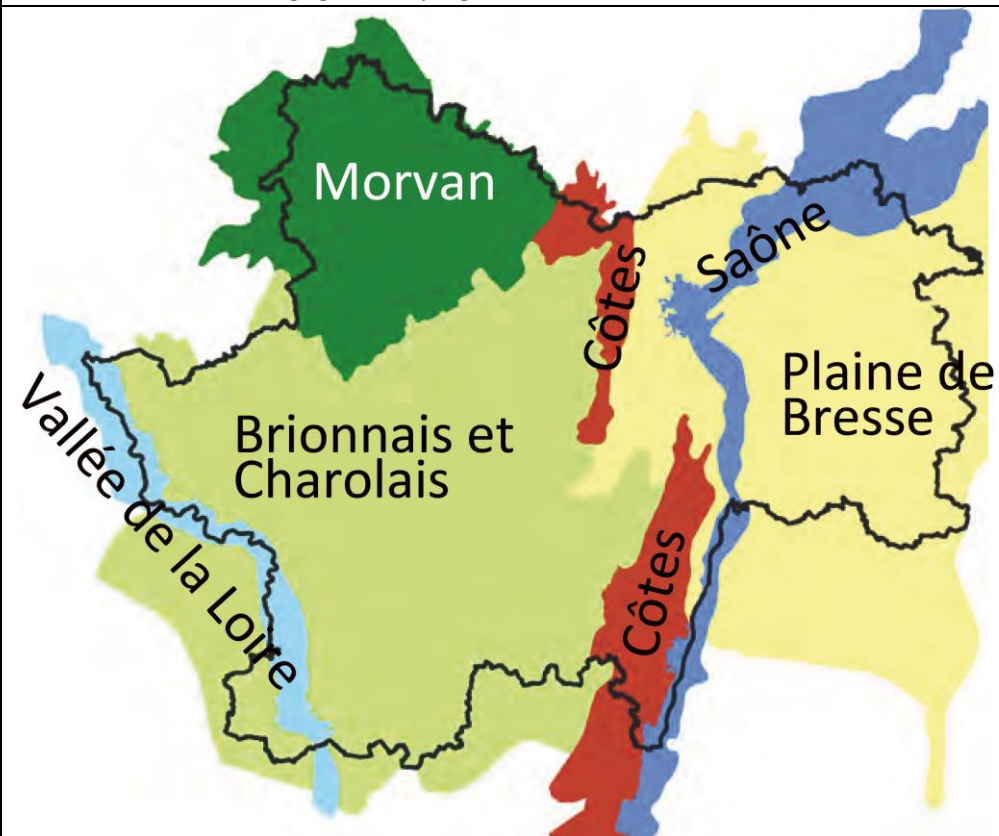 Morvan
Côtes
Saône
Plaine de
Bresse
Brionnais et
Charolais
Vallée de la Loire
Côtes